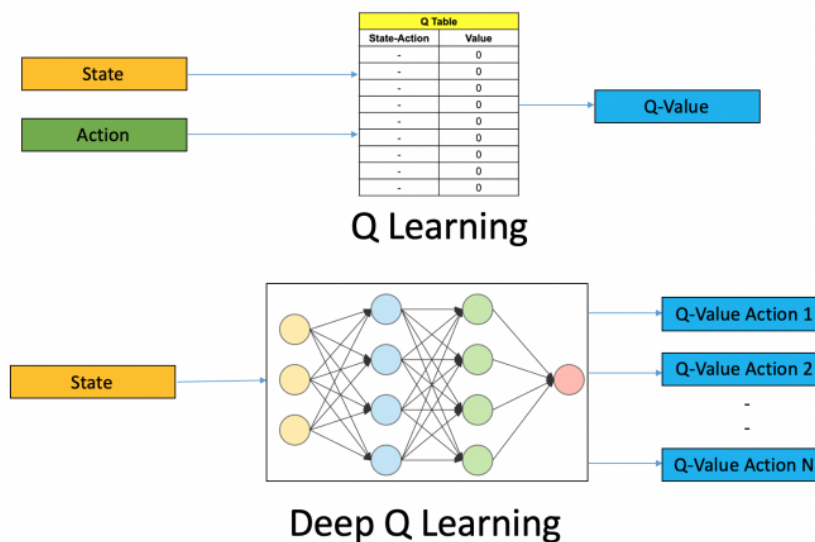 Q Table
State-Action Value
- 0
- 0
- 0
- 0
- 0
- 0
- 0
- 0
- 0
State
Action
Q-Value
Q Learning
State
Q-Value Action 1
Q-Value Action 2
-
-
Q-Value Action N
Deep Q Learning